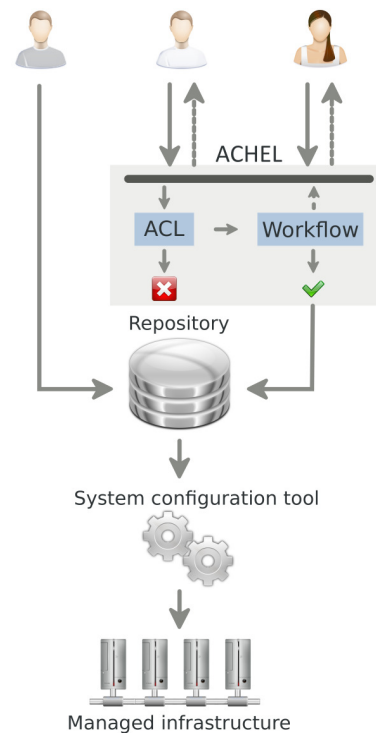 ACHEL
ACL
Workflow
Repository
System configuration tool
Managed infrastructure